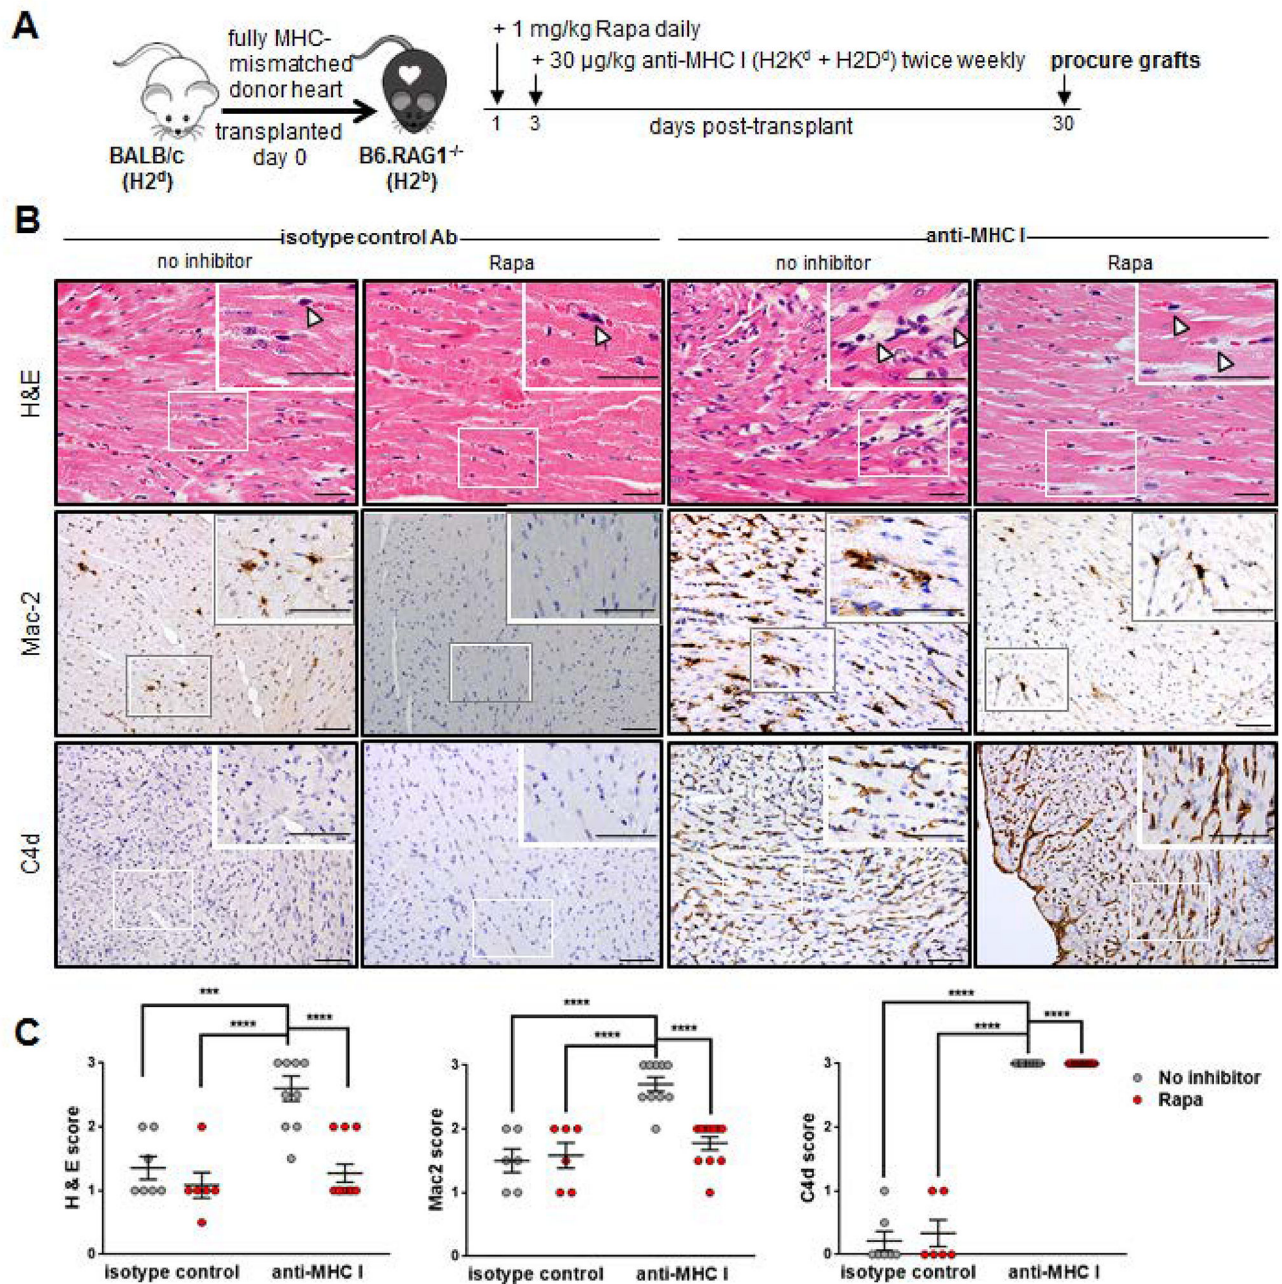 A
fully MHC-
mismatched
donor heart
transplanted
day 0
BALB/c
(H2ᵈ)
B6.RAG1⁻/⁻
(H2ᵇ)
+ 1 mg/kg Rapa daily
+ 30 µg/kg anti-MHC I (H2Kᵈ + H2Dᵈ) twice weekly
procure grafts
1
3
days post-transplant
30
B
isotype control Ab
anti-MHC I
no inhibitor
Rapa
no inhibitor
Rapa
H&E
Mac-2
C4d
C
***
****
****
H & E score
3
2
1
0
isotype control
anti-MHC I
****
****
****
Mac2 score
3
2
1
0
isotype control
anti-MHC I
****
****
****
C4d score
3
2
1
0
isotype control
anti-MHC I
No inhibitor
Rapa